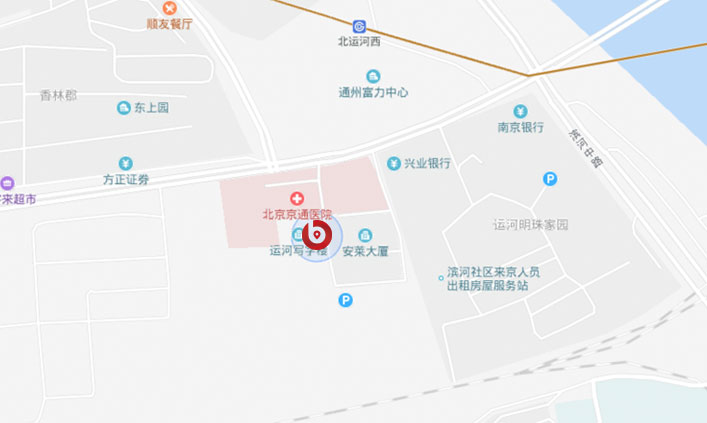 顺友餐厅
北运河西
通州富力中心
香林郡
东上园
南京银行
滨河中路
兴业银行
方正证券
来超市
北京京通医院
运河写字楼
安莱大厦
运河明珠家园
滨河社区来京人员
出租房屋服务站
P
P